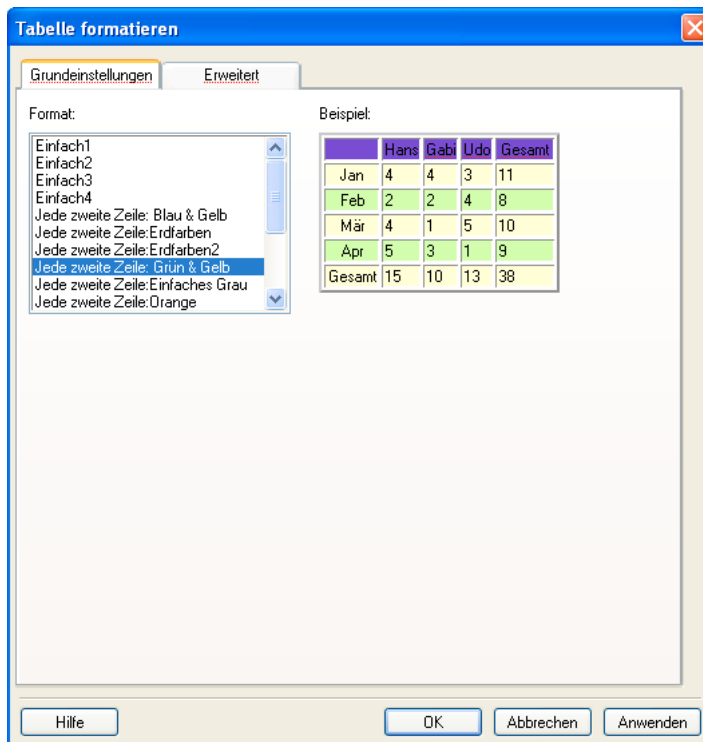 Tabelle formatieren
Grundeinstellungen Erweitert
Format:
Einfach1
Einfach2
Einfach3
Einfach4
Jede zweite Zeile: Blau & Gelb
Jede zweite Zeile:Erdfarben
Jede zweite Zeile:Erdfarben2
Jede zweite Zeile: Grün & Gelb
Jede zweite Zeile:Einfaches Grau
Jede zweite Zeile:Orange
Beispiel:
Hans Gabi Udo Gesamt
Jan 4 4 3 11
Feb 2 2 4 8
Mär 4 1 5 10
Apr 5 3 1 9
Gesamt 15 10 13 38
Hilfe OK Abbrechen Anwenden